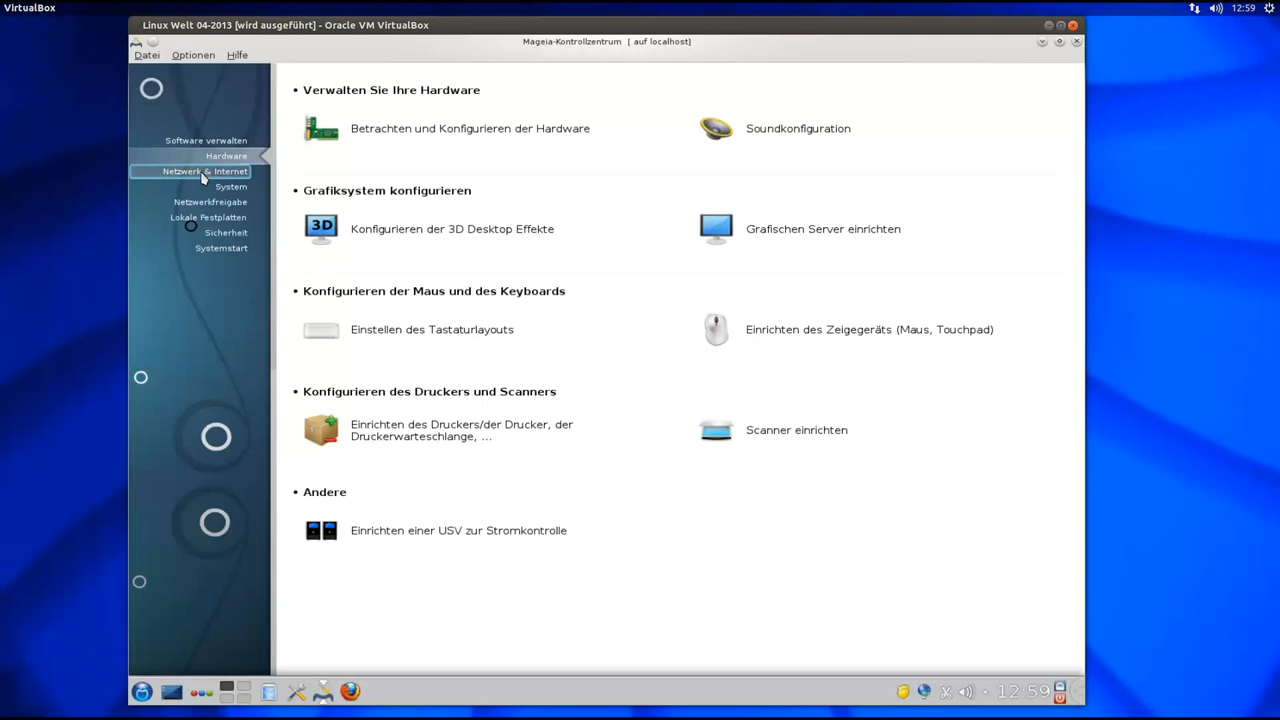 VirtualBox
12:59
Linux Welt 04-2013 [wird ausgeführt] - Oracle VM VirtualBox
Mageia-Kontrollzentrum [ auf localhost]
Datei Optionen Hilfe
Software verwalten
Hardware
Netzwerk & Internet
System
Netzwerkfreigabe
Lokale Festplatten
Sicherheit
Systemstart
• Verwalten Sie Ihre Hardware
Betrachten und Konfigurieren der Hardware
Soundkonfiguration
• Grafiksystem konfigurieren
3D
Konfigurieren der 3D Desktop Effekte
Grafischen Server einrichten
• Konfigurieren der Maus und des Keyboards
Einstellen des Tastaturlayouts
Einrichten des Zeigegeräts (Maus, Touchpad)
• Konfigurieren des Druckers und Scanners
Einrichten des Druckers/der Drucker, der
Druckerwarteschlange, ...
Scanner einrichten
• Andere
Einrichten einer USV zur Stromkontrolle
12:59